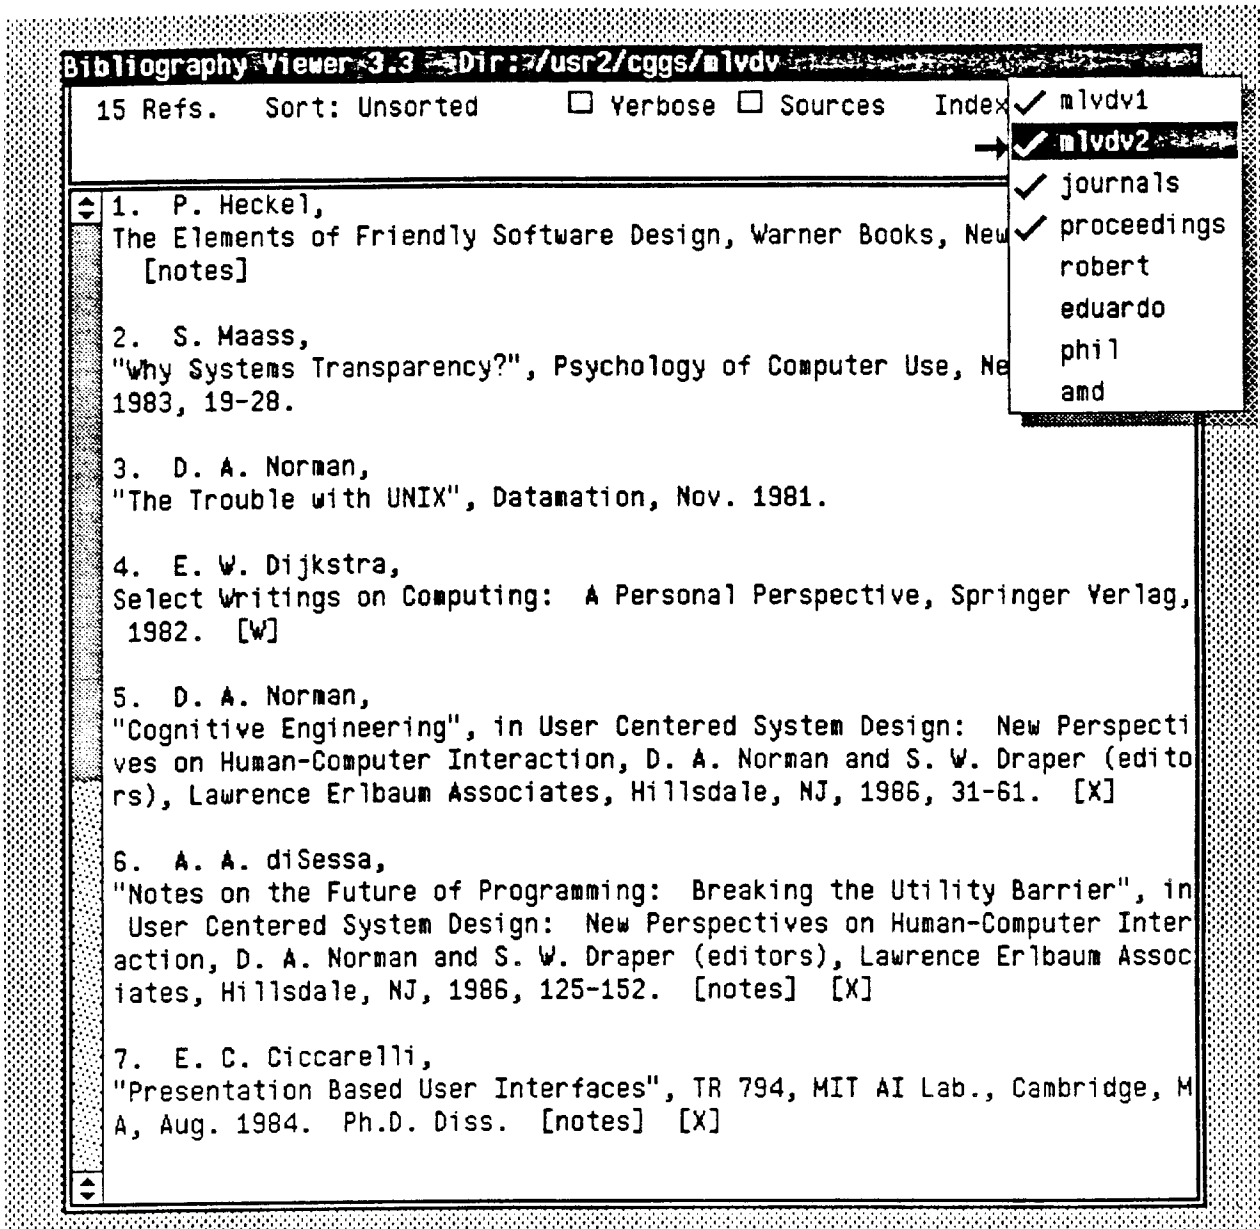 Bibliography Viewer 3.3 Dir: /usr2/cggs/mlvdv
15 Refs. Sort: Unsorted Verbose Sources Index
mlvdv1
mlvdv2
journals
proceedings
robert
eduardo
phil
amd
1. P. Heckel,
The Elements of Friendly Software Design, Warner Books, New
[notes]
2. S. Maass,
"Why Systems Transparency?", Psychology of Computer Use, Ne
1983, 19-28.
3. D. A. Norman,
"The Trouble with UNIX", Datamation, Nov. 1981.
4. E. W. Dijkstra,
Select Writings on Computing: A Personal Perspective, Springer Verlag,
1982. [W]
5. D. A. Norman,
"Cognitive Engineering", in User Centered System Design: New Perspecti
ves on Human-Computer Interaction, D. A. Norman and S. W. Draper (edito
rs), Lawrence Erlbaum Associates, Hillsdale, NJ, 1986, 31-61. [X]
6. A. A. diSessa,
"Notes on the Future of Programming: Breaking the Utility Barrier", in
User Centered System Design: New Perspectives on Human-Computer Inter
action, D. A. Norman and S. W. Draper (editors), Lawrence Erlbaum Assoc
iates, Hillsdale, NJ, 1986, 125-152. [notes] [X]
7. E. C. Ciccarelli,
"Presentation Based User Interfaces", TR 794, MIT AI Lab., Cambridge, M
A, Aug. 1984. Ph.D. Diss. [notes] [X]